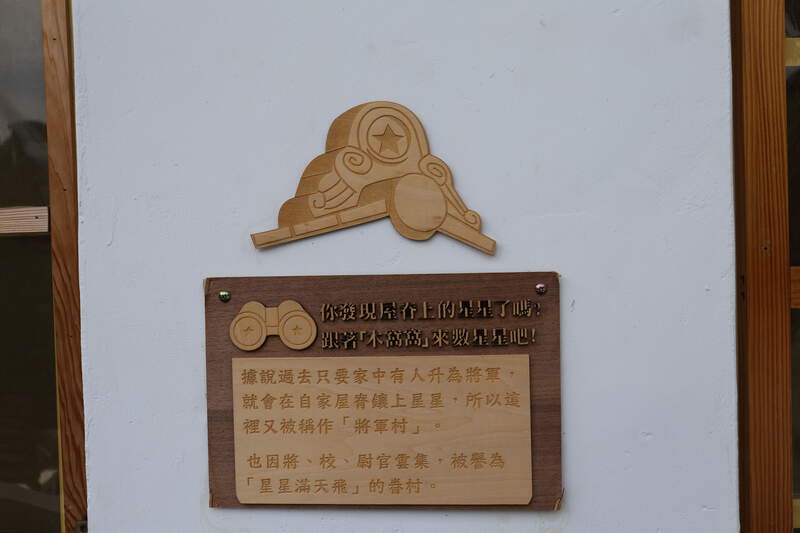 你發現屋脊上的星星了嗎?
跟著「木窩窩」來數星星吧!
據說過去只要家中有人升為將軍，
就會在自家屋脊鑲上星星，所以這
裡又被稱作「將軍村」。
也因將、校、尉官雲集，被譽為
「星星滿天飛」的眷村。